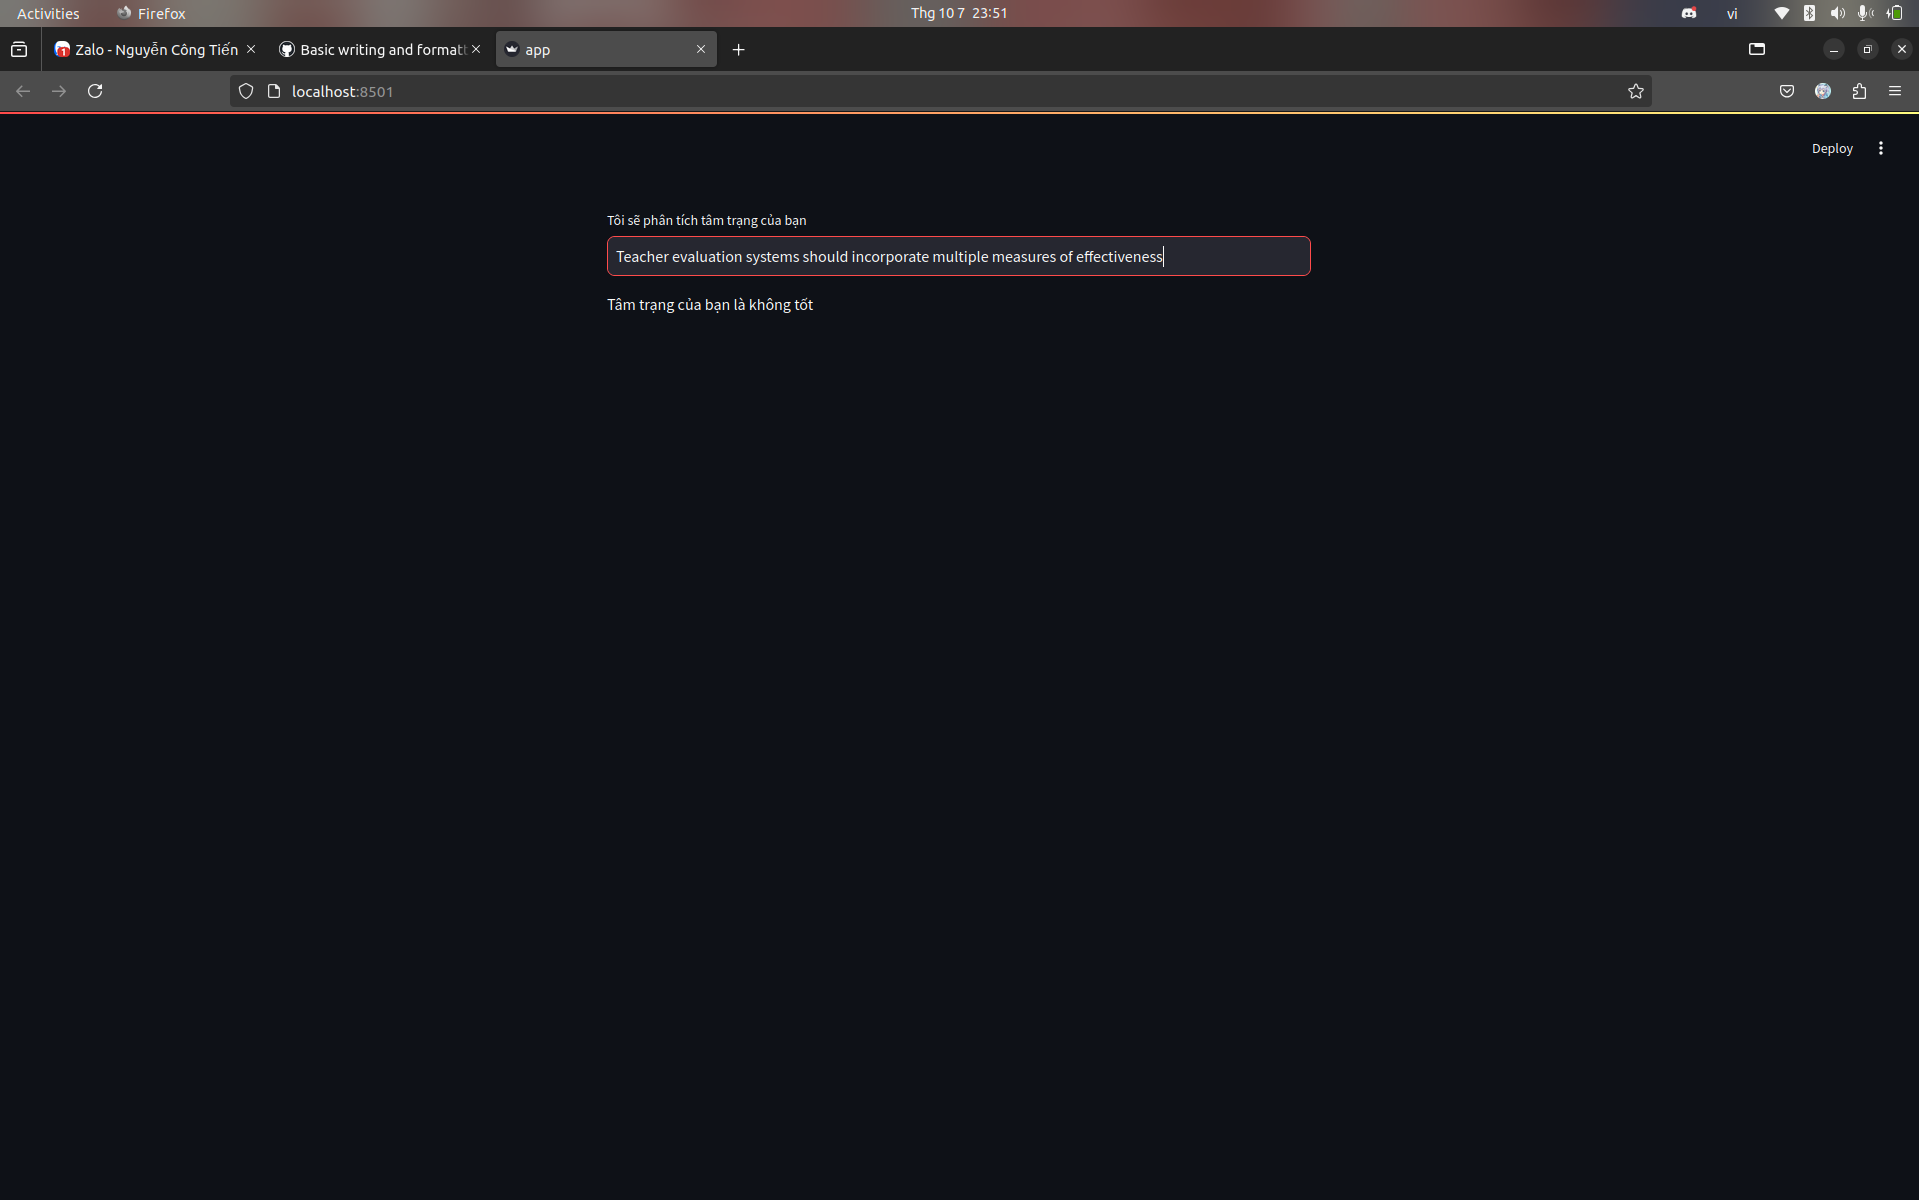 Activities Firefox Thg 10 7 23:51 vi
Zalo - Nguyễn Công Tiến Basic writing and formatt app
localhost:8501
Deploy
Tôi sẽ phân tích tâm trạng của bạn
Teacher evaluation systems should incorporate multiple measures of effectiveness
Tâm trạng của bạn là không tốt